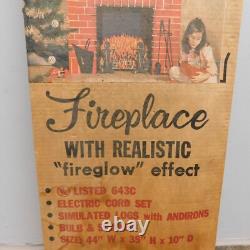 Fireplace
WITH REALISTIC
"fireglow" effect
• UL LISTED 643C
• ELECTRIC CORD SET
• SIMULATED LOGS with ANDIRONS
• BULB &
• SIZE: 44" W x 35" H x 10" D